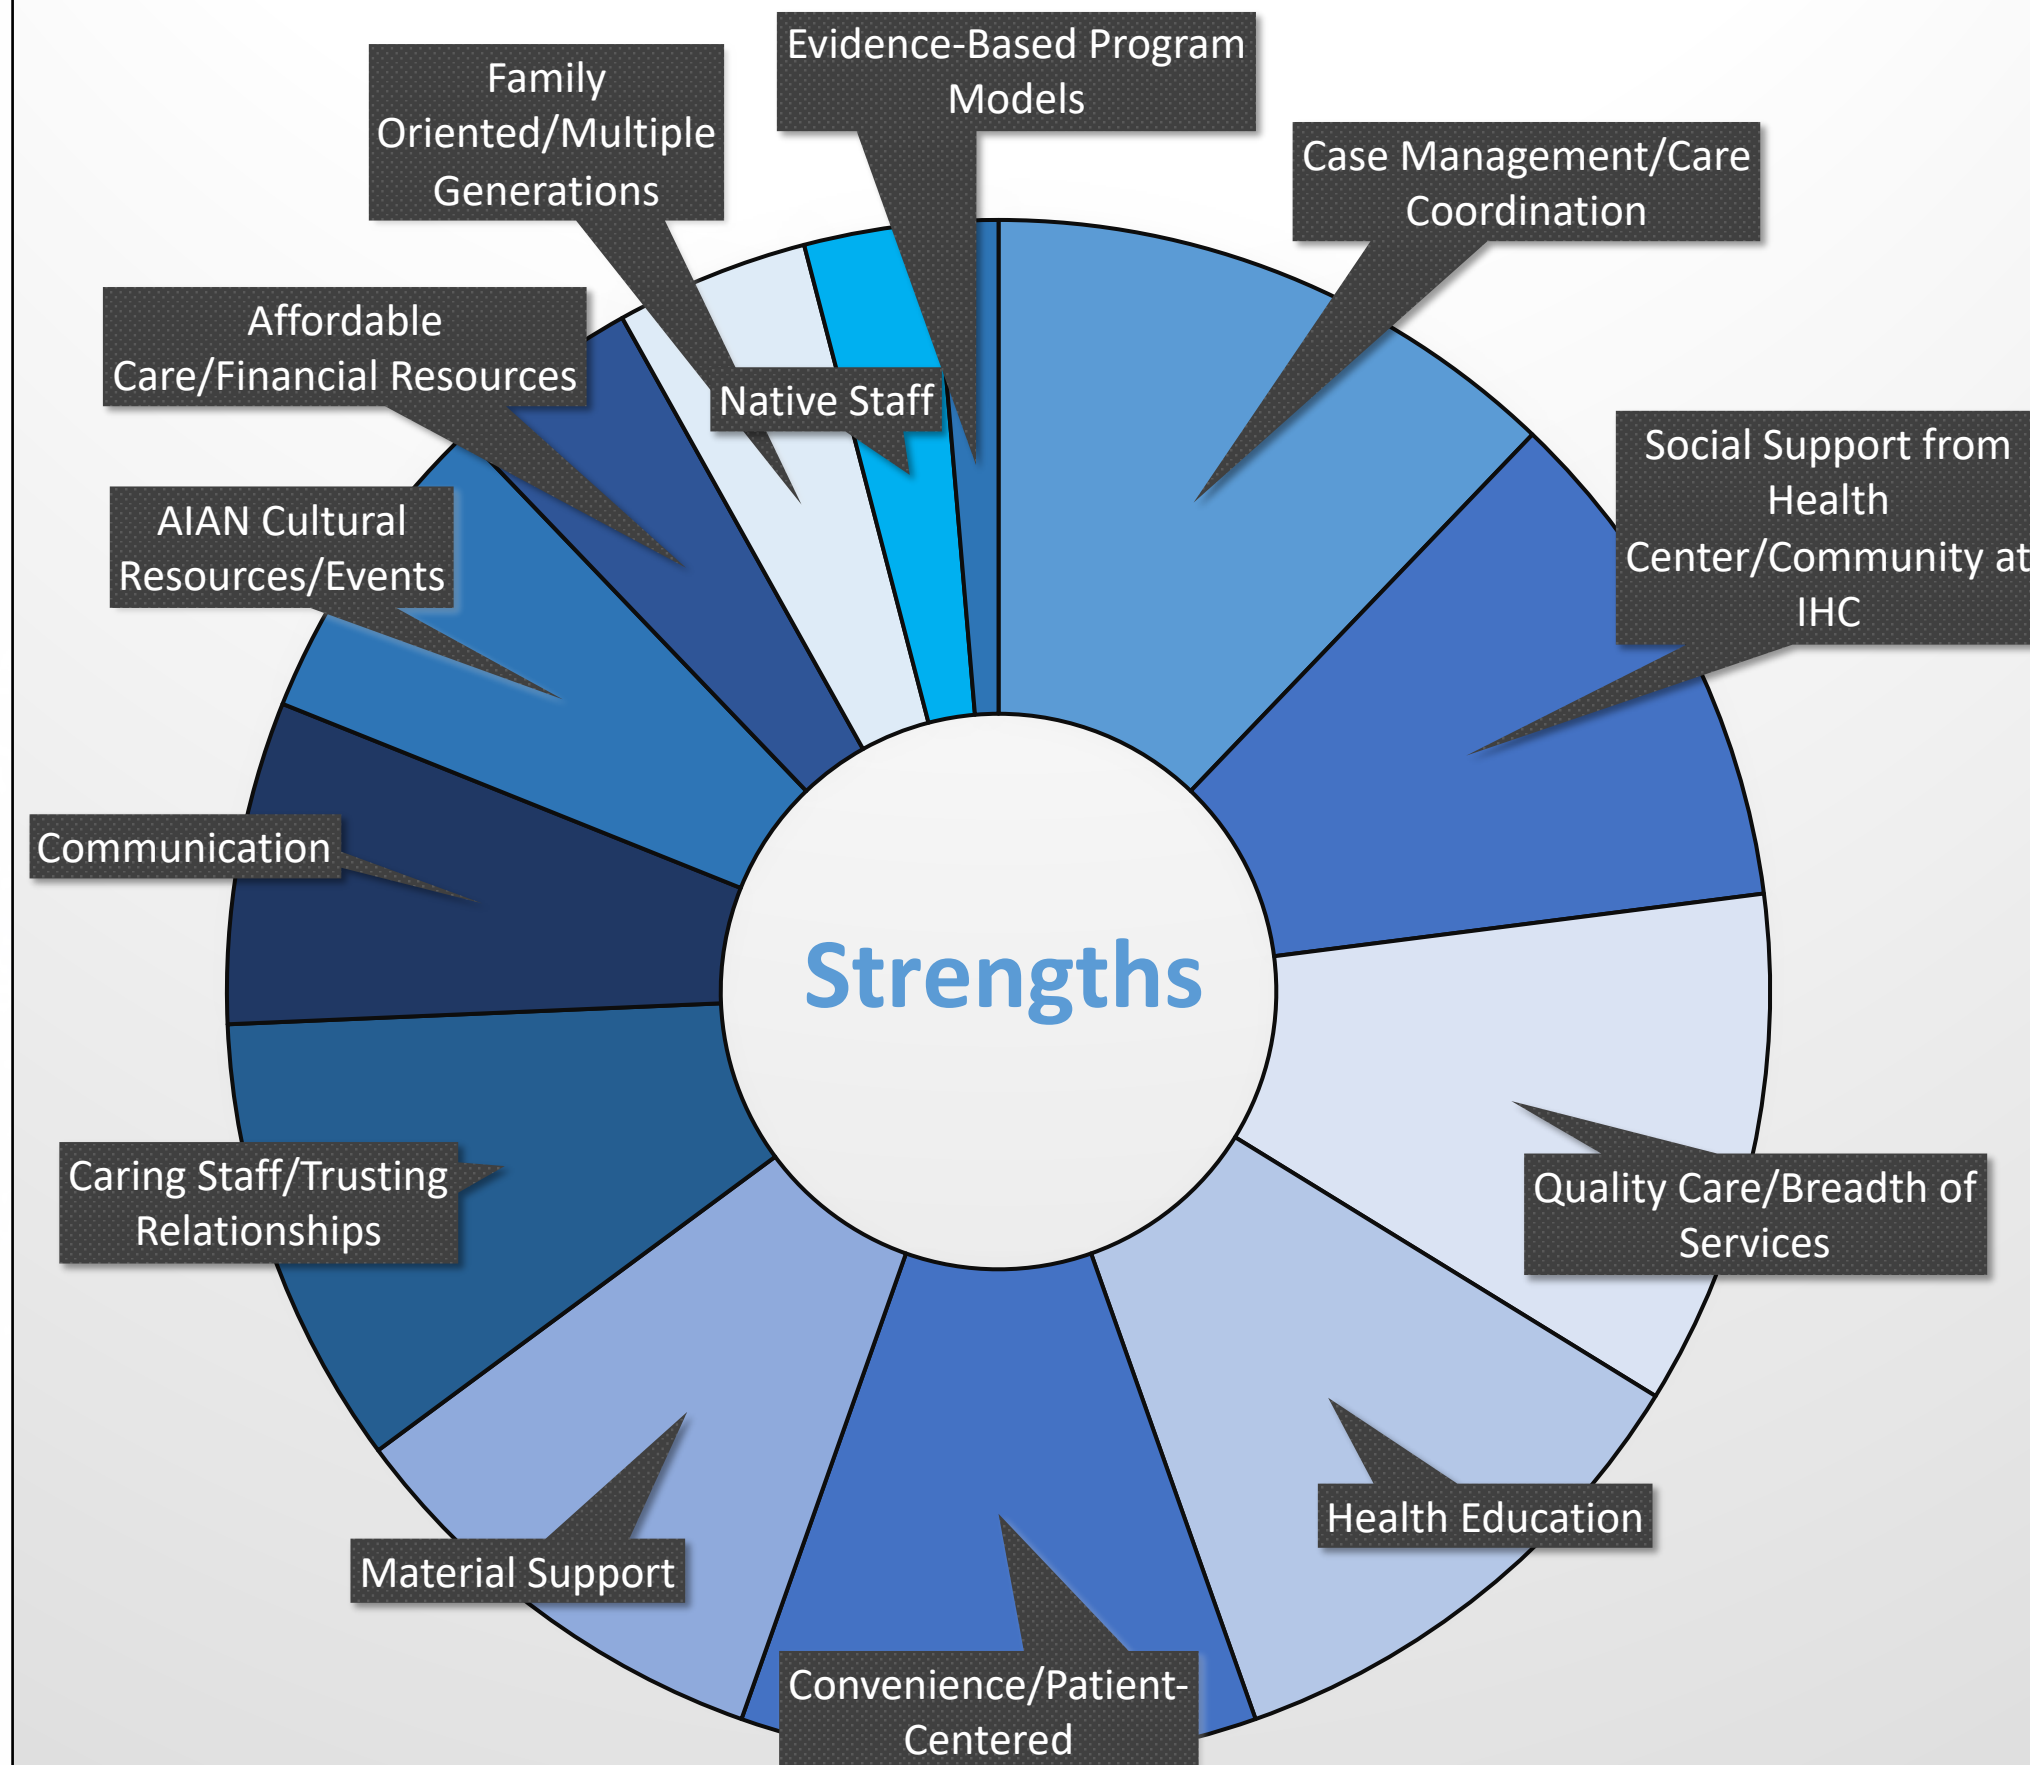 Evidence-Based Program
Models
Family
Oriented/Multiple
Generations
Case Management/Care
Coordination
Affordable
Care/Financial Resources
Native Staff
Social Support from
Health
Center/Community at
IHC
AIAN Cultural
Resources/Events
Communication
Strengths
Caring Staff/Trusting
Relationships
Quality Care/Breadth of
Services
Health Education
Material Support
Convenience/Patient-
Centered